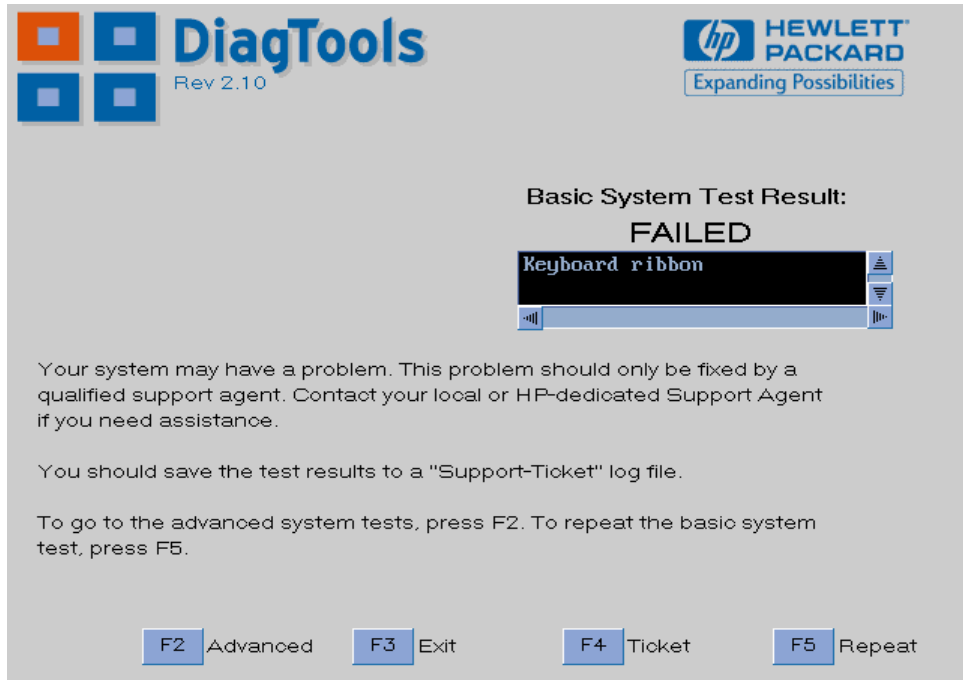 DiagTools
Rev 2.10
hp HEWLETT
PACKARD
Expanding Possibilities
Basic System Test Result:
FAILED
Keyboard ribbon
Your system may have a problem. This problem should only be fixed by a
qualified support agent. Contact your local or HP-dedicated Support Agent
if you need assistance.
You should save the test results to a "Support-Ticket" log file.
To go to the advanced system tests, press F2. To repeat the basic system
test, press F5.
F2 Advanced F3 Exit F4 Ticket F5 Repeat